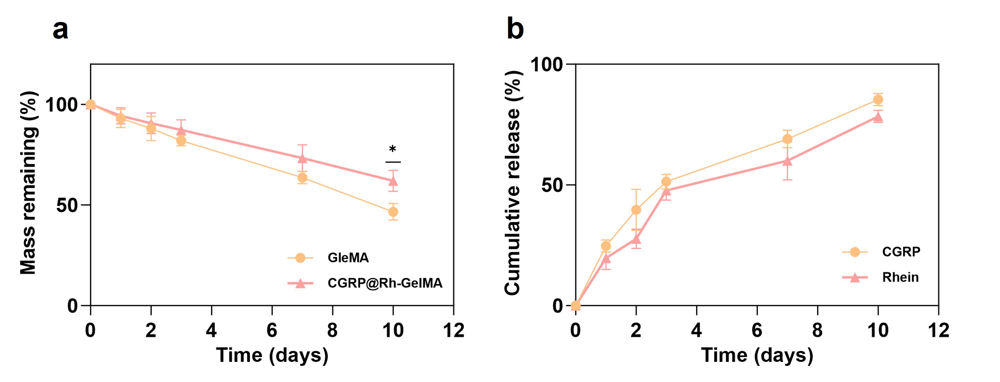 a
Mass remaining (%)
100
50
0
*
GleMA
CGRP@Rh-GelMA
0 2 4 6 8 10 12
Time (days)
b
Cumulative release (%)
100
50
0
CGRP
Rhein
0 2 4 6 8 10 12
Time (days)